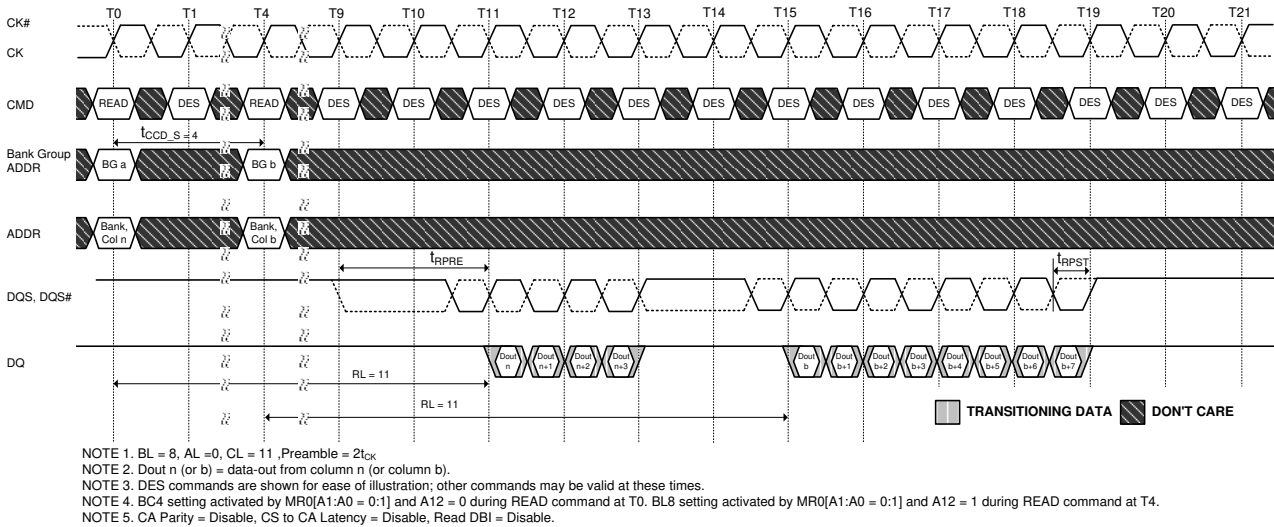 T0 T1 T4 T9 T10 T11 T12 T13 T14 T15 T16 T17 T18 T19 T20 T21
CK#
CK
CMD READ DES READ DES DES DES DES DES DES DES DES DES DES DES DES DES
tCCD_S = 4
Bank Group
ADDR
BG a BG b
ADDR
Bank,
Col n
Bank,
Col b
tRPRE tRPST
DQS, DQS#
DQ
Dout
n
Dout
n+1
Dout
n+2
Dout
n+3
Dout
b
Dout
b+1
Dout
b+2
Dout
b+3
Dout
b+4
Dout
b+5
Dout
b+6
Dout
b+7
RL = 11
RL = 11
TRANSITIONING DATA DON'T CARE
NOTE 1. BL = 8, AL =0, CL = 11 ,Preamble = 2tCK
NOTE 2. Dout n (or b) = data-out from column n (or column b).
NOTE 3. DES commands are shown for ease of illustration; other commands may be valid at these times.
NOTE 4. BC4 setting activated by MR0[A1:A0 = 0:1] and A12 = 0 during READ command at T0. BL8 setting activated by MR0[A1:A0 = 0:1] and A12 = 1 during READ command at T4.
NOTE 5. CA Parity = Disable, CS to CA Latency = Disable, Read DBI = Disable.